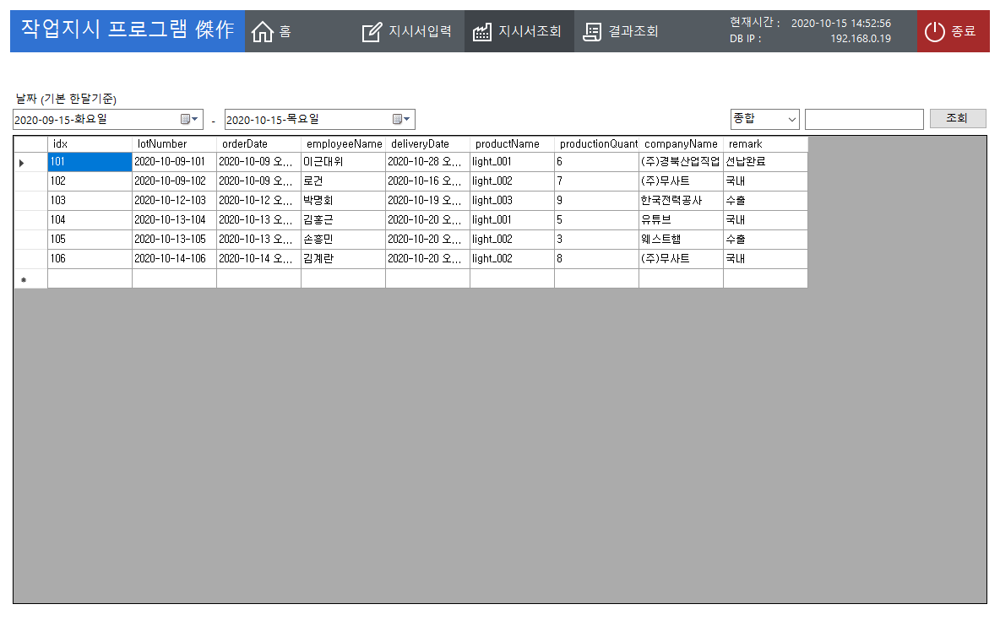 작업지시 프로그램 傑作 홈 지시서입력 지시서조회 결과조회 현재시간 : 2020-10-15 14:52:56 종료
DB IP : 192.168.0.19
날짜 (기본 한달기준)
2020-09-15-화요일 - 2020-10-15-목요일 종합 조회
idx lotNumber orderDate employeeName deliveryDate productName productionQuant companyName remark
101 2020-10-09-101 2020-10-09 오... 이근대위 2020-10-28 오... light_001 6 (주)경북산업직업 선납완료
102 2020-10-09-102 2020-10-09 오... 로건 2020-10-16 오... light_002 7 (주)무사트 국내
103 2020-10-12-103 2020-10-12 오... 박명회 2020-10-19 오... light_003 9 한국전력공사 수출
104 2020-10-13-104 2020-10-13 오... 김홍근 2020-10-20 오... light_001 5 유튜브 국내
105 2020-10-13-105 2020-10-13 오... 손흥민 2020-10-20 오... light_002 3 웨스트햄 수출
106 2020-10-14-106 2020-10-14 오... 김계란 2020-10-20 오... light_002 8 (주)무사트 국내